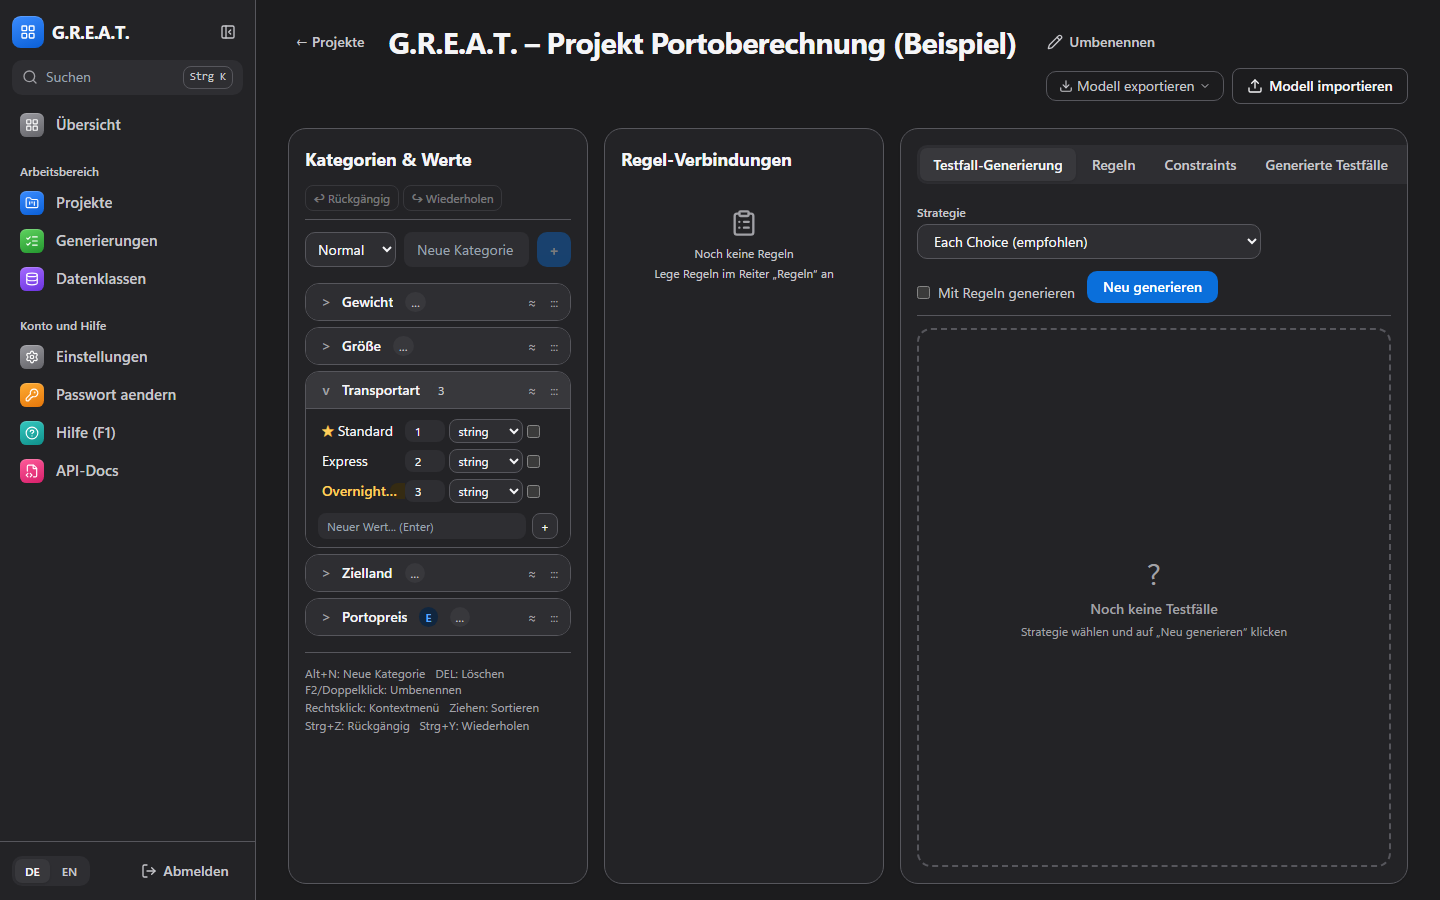 G.R.E.A.T.
Suchen Strg K
Übersicht
Arbeitsbereich
Projekte
Generierungen
Datenklassen
Konto und Hilfe
Einstellungen
Passwort aendern
Hilfe (F1)
API-Docs
DE EN Abmelden
← Projekte G.R.E.A.T. – Projekt Portoberechnung (Beispiel) Umbenennen
Modell exportieren Modell importieren
Kategorien & Werte
↩ Rückgängig ↪ Wiederholen
Normal Neue Kategorie +
> Gewicht ... ≈ :::
> Größe ... ≈ :::
v Transportart 3 ≈ :::
⭐ Standard 1 string
Express 2 string
Overnight... 3 string
Neuer Wert... (Enter) +
> Zielland ... ≈ :::
> Portopreis E ... ≈ :::
Alt+N: Neue Kategorie DEL: Löschen
F2/Doppelklick: Umbenennen
Rechtsklick: Kontextmenü Ziehen: Sortieren
Strg+Z: Rückgängig Strg+Y: Wiederholen
Regel-Verbindungen
Noch keine Regeln
Lege Regeln im Reiter „Regeln“ an
Testfall-Generierung Regeln Constraints Generierte Testfälle
Strategie
Each Choice (empfohlen)
Mit Regeln generieren Neu generieren
?
Noch keine Testfälle
Strategie wählen und auf „Neu generieren“ klicken